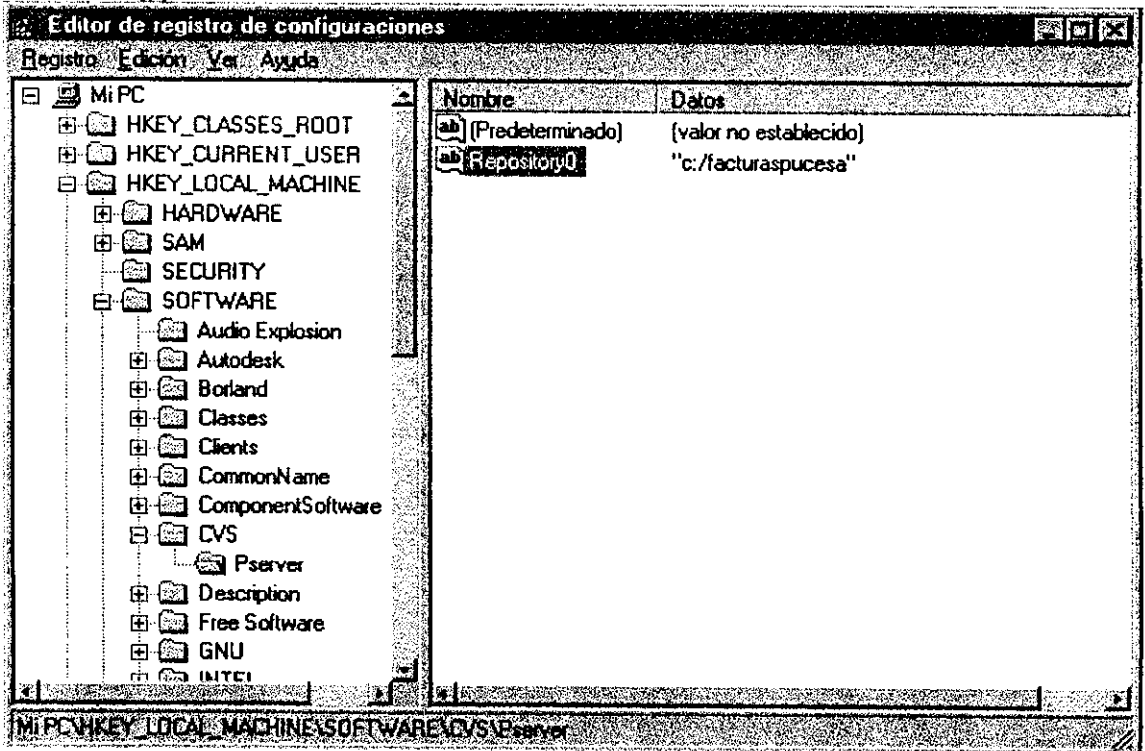 Editor de registro de configuraciones
Registro Edición Ver Ayuda
Mi PC
HKEY_CLASSES_ROOT
HKEY_CURRENT_USER
HKEY_LOCAL_MACHINE
HARDWARE
SAM
SECURITY
SOFTWARE
Audio Explosion
Autodesk
Borland
Classes
Clients
CommonName
ComponentSoftware
CVS
Pserver
Description
Free Software
GNU
INTEL
Nombre Datos
(Predeterminado) (valor no establecido)
Repository0 "c:/facturaspucesa"
Mi PC\HKEY_LOCAL_MACHINE\SOFTWARE\CVS\Pserver